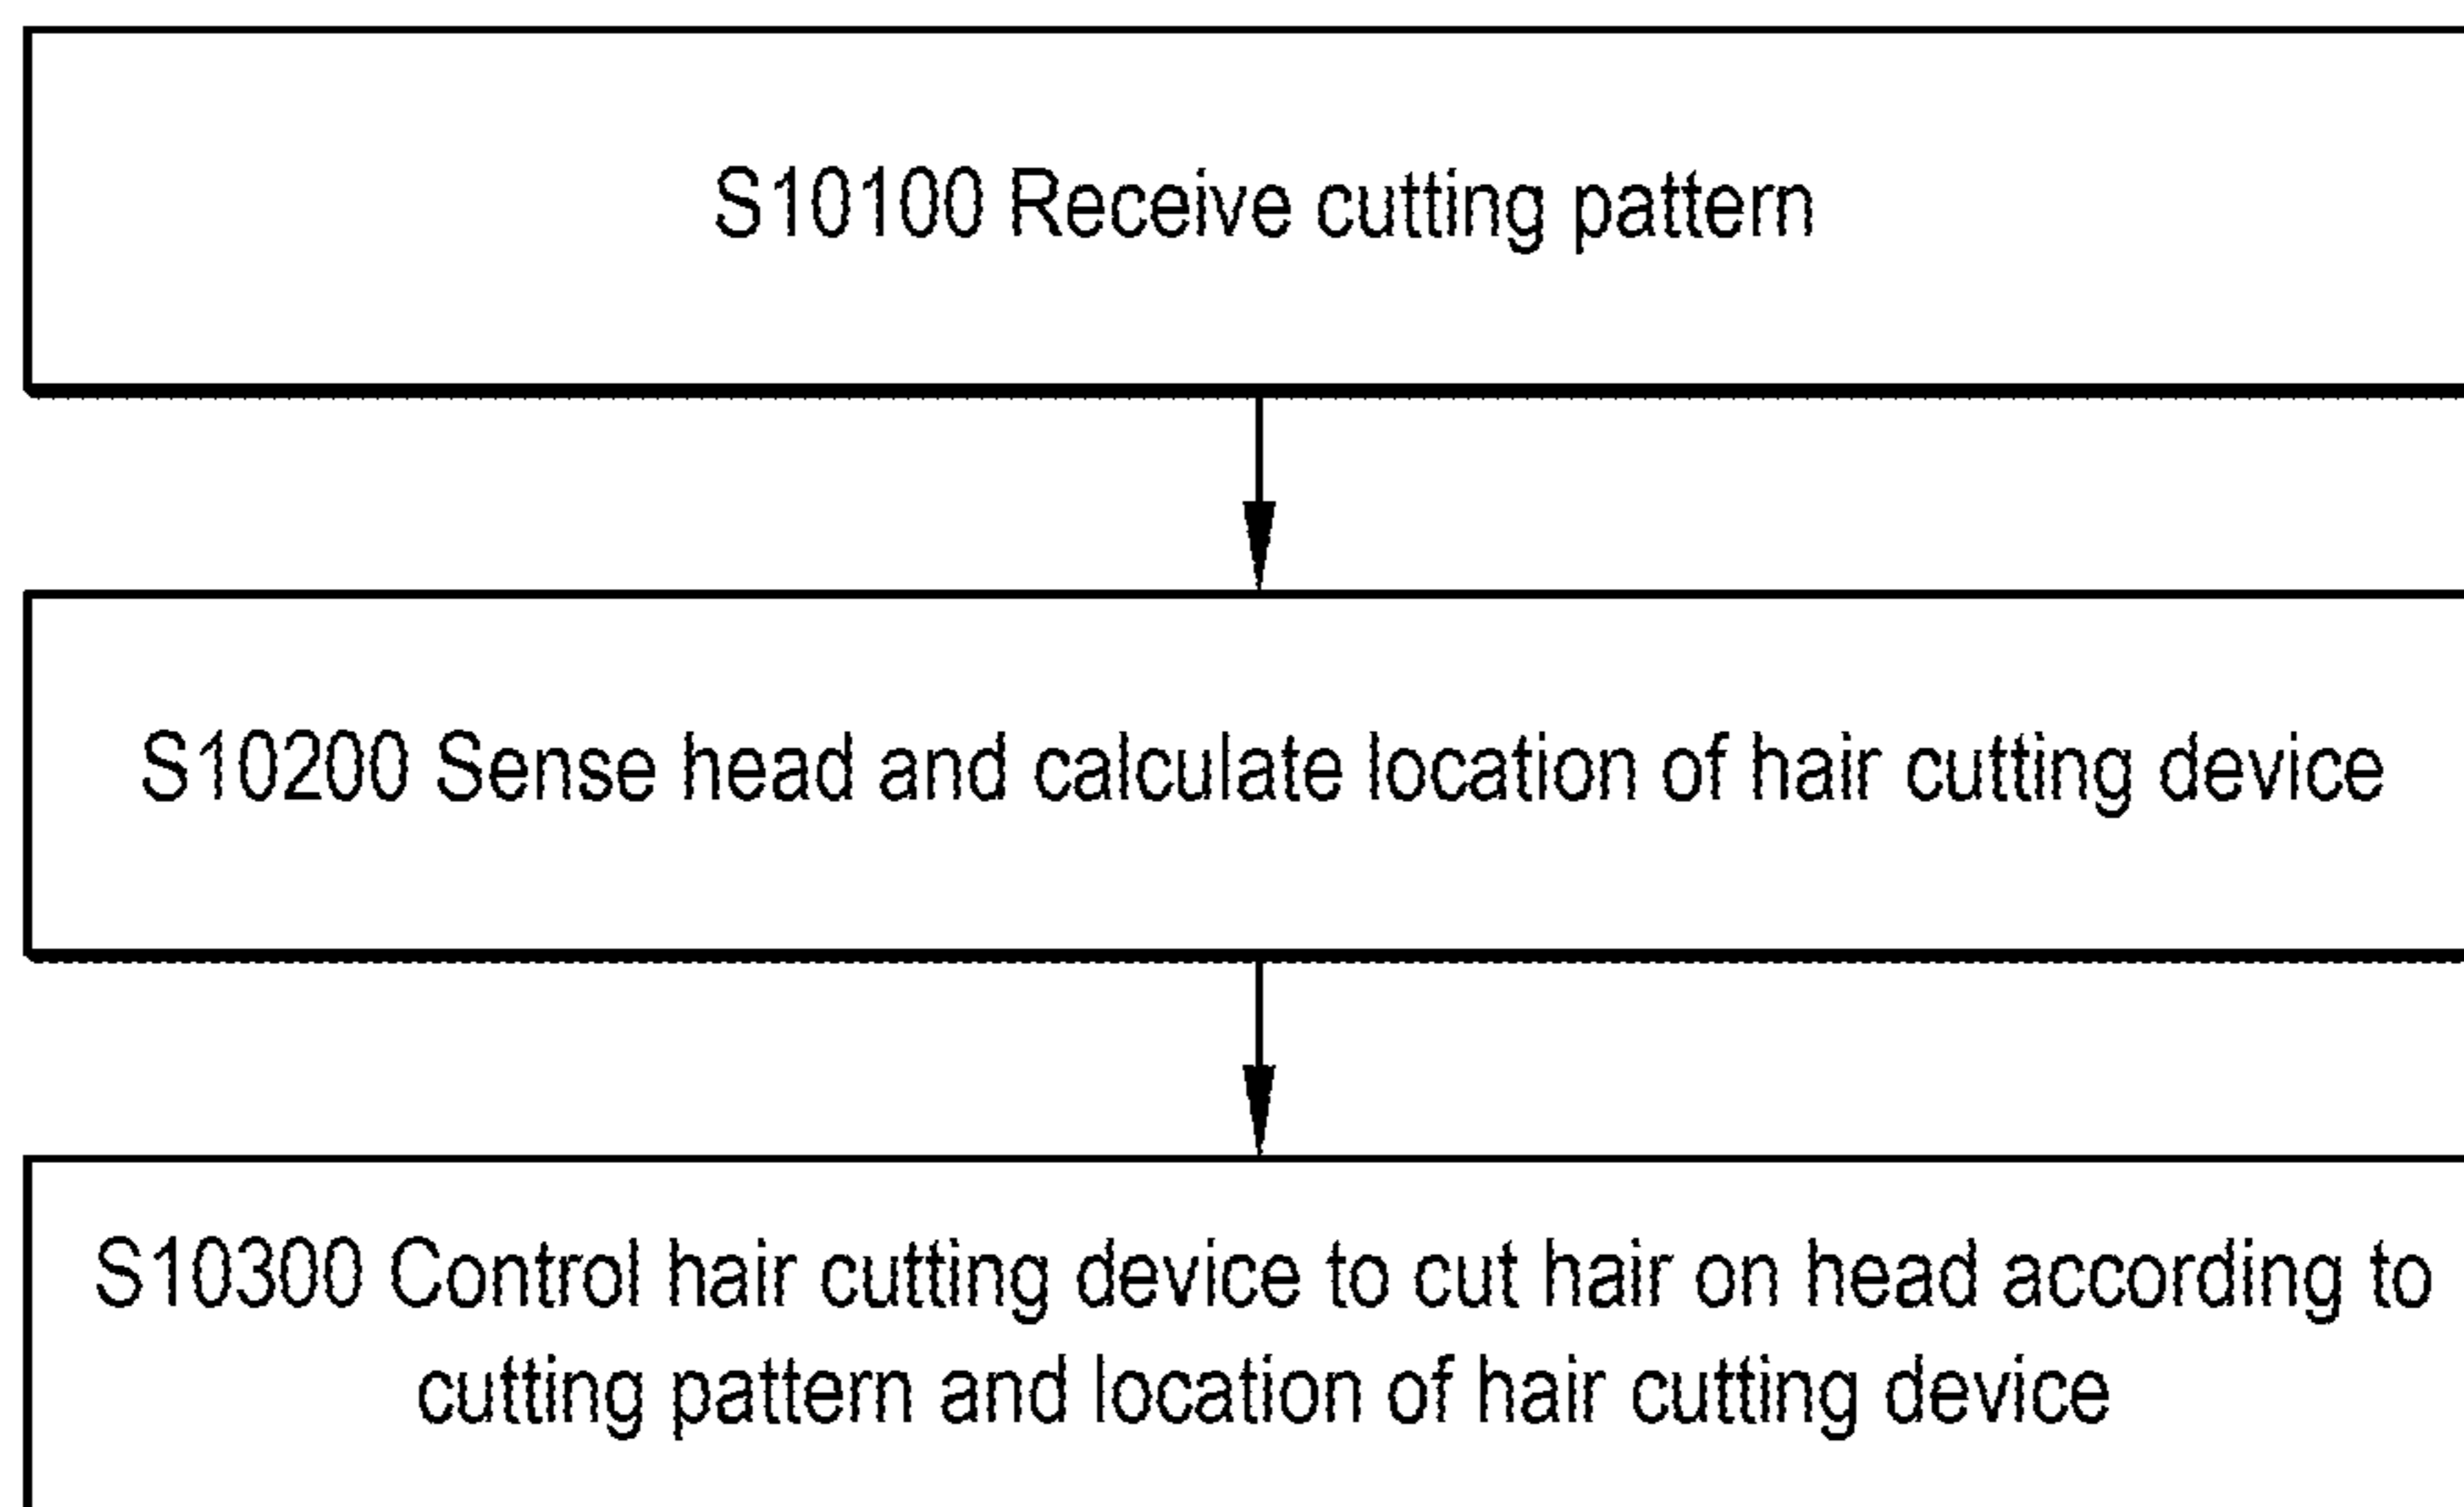 S10100 Receive cutting pattern
S10200 Sense head and calculate location of hair cutting device
S10300 Control hair cutting device to cut hair on head according to
cutting pattern and location of hair cutting device